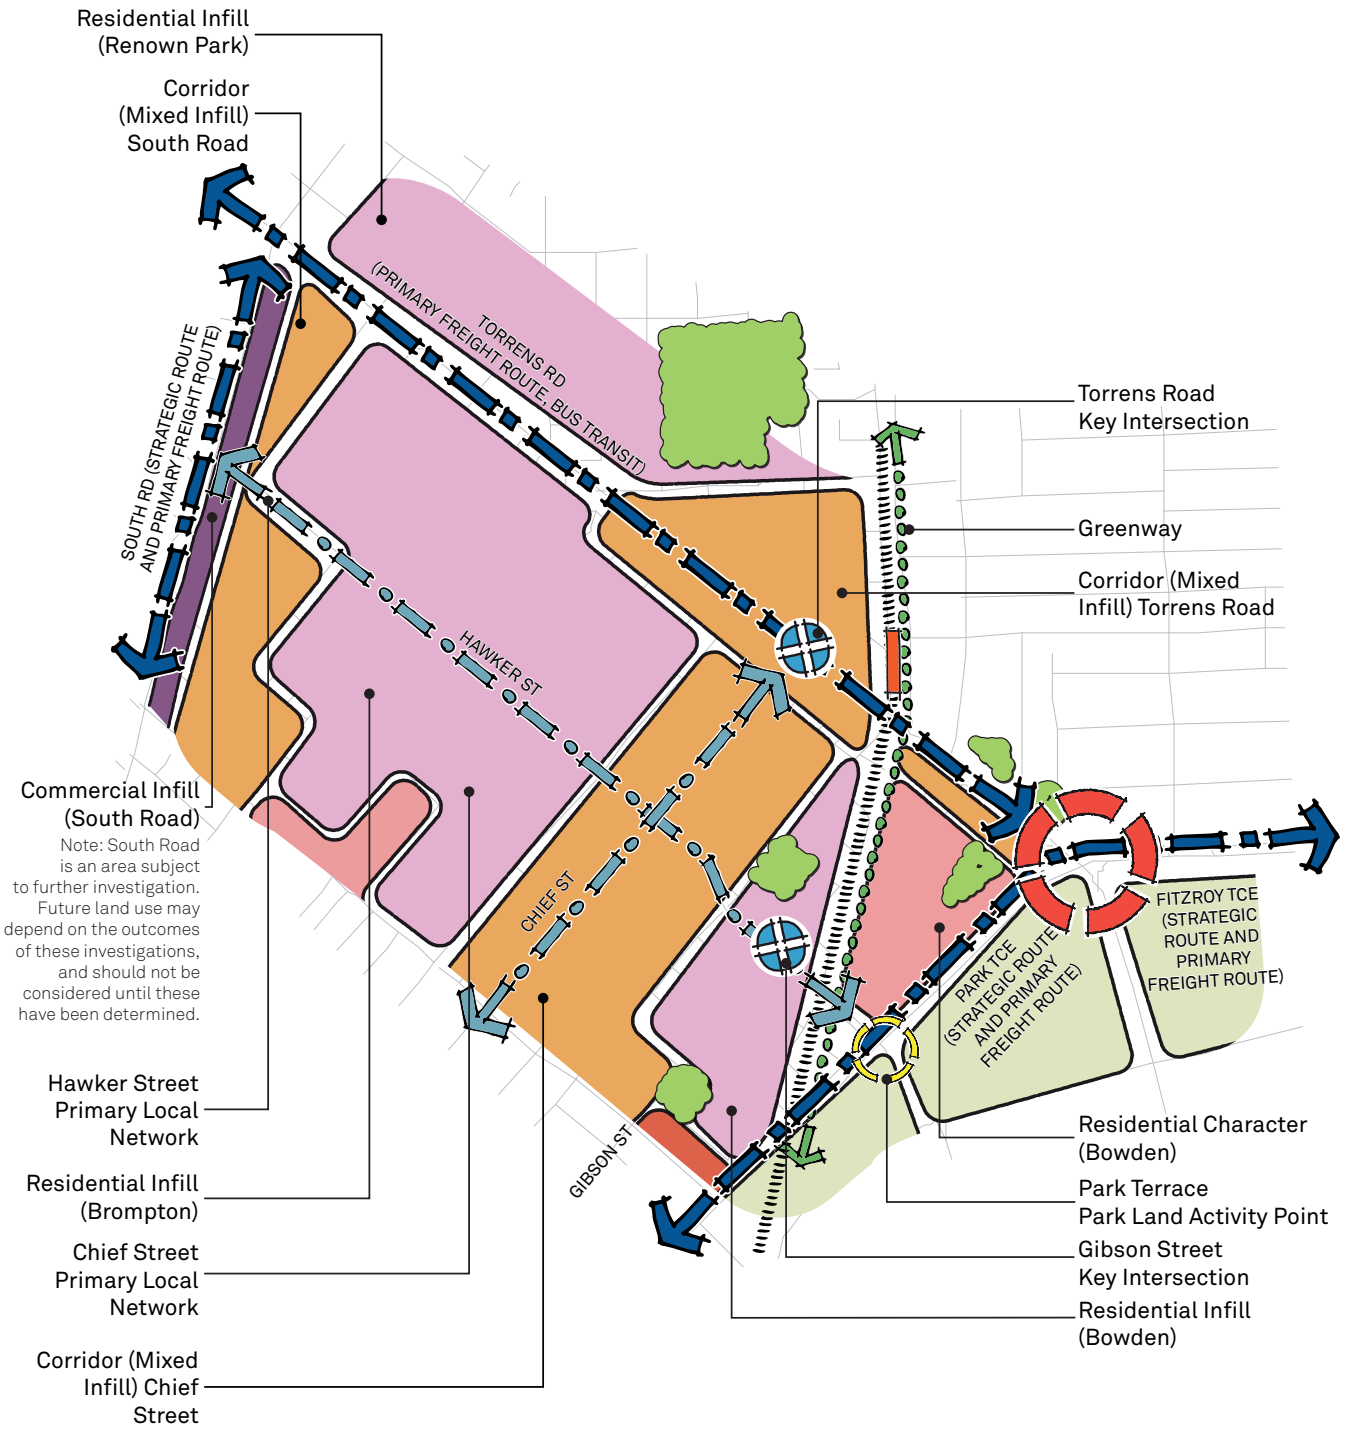 Residential Infill
(Renown Park)
Corridor
(Mixed Infill)
South Road
TORRENS RD
(PRIMARY FREIGHT ROUTE, BUS TRANSIT)
SOUTH RD (STRATEGIC ROUTE
AND PRIMARY FREIGHT ROUTE)
Torrens Road
Key Intersection
Greenway
Corridor (Mixed
Infill) Torrens Road
HAWKER ST
CHIEF ST
GIBSON ST
PARK TCE
(STRATEGIC ROUTE
AND PRIMARY
FREIGHT ROUTE)
FITZROY TCE
(STRATEGIC
ROUTE AND
PRIMARY
FREIGHT ROUTE)
Commercial Infill
(South Road)
Note: South Road
is an area subject
to further investigation.
Future land use may
depend on the outcomes
of these investigations,
and should not be
considered until these
have been determined.
Hawker Street
Primary Local
Network
Residential Infill
(Brompton)
Chief Street
Primary Local
Network
Corridor (Mixed
Infill) Chief
Street
Residential Character
(Bowden)
Park Terrace
Park Land Activity Point
Gibson Street
Key Intersection
Residential Infill
(Bowden)